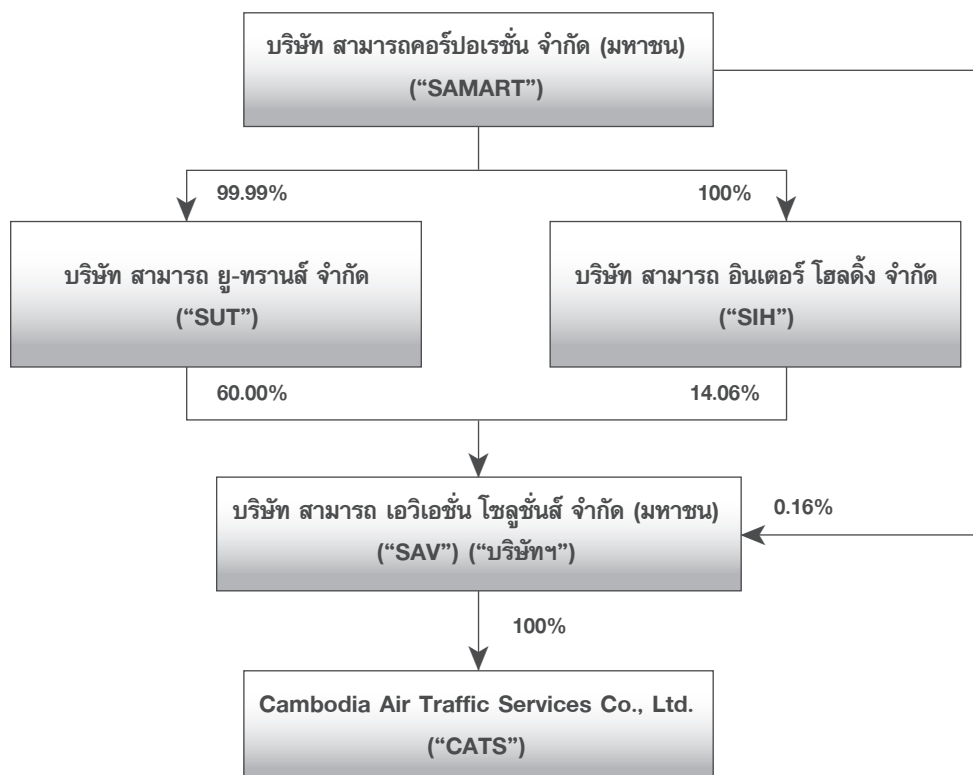 บริษัท สามารถคอร์ปอเรชั่น จำกัด (มหาชน)
(“SAMART”)
99.99%
100%
บริษัท สามารถ ยู-ทรานส์ จำกัด
(“SUT”)
บริษัท สามารถ อินเตอร์ โฮลดิ้ง จำกัด
(“SIH”)
60.00%
14.06%
บริษัท สามารถ เอวิเอชั่น โซลูชั่นส์ จำกัด (มหาชน)
(“SAV”) (“บริษัทฯ”)
0.16%
100%
Cambodia Air Traffic Services Co., Ltd.
(“CATS”)